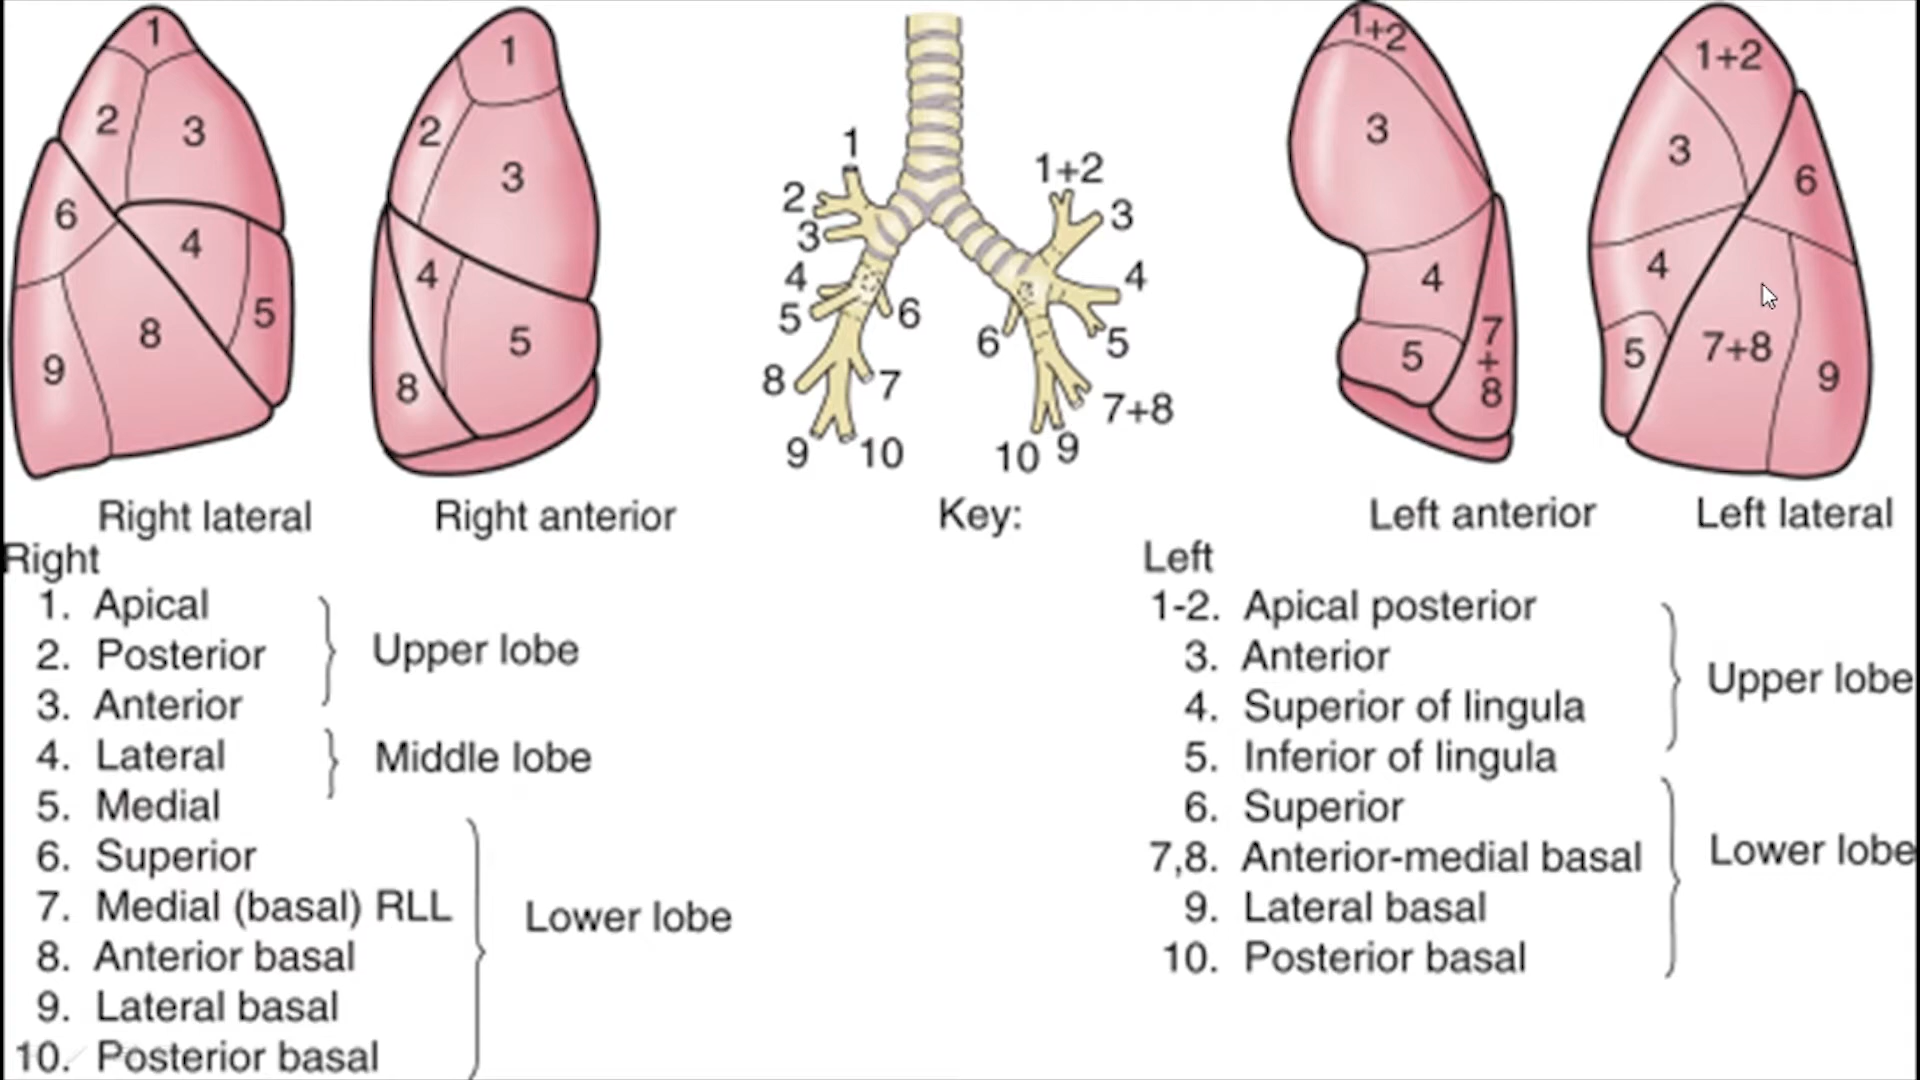 1
2
3
6
4
5
8
9
1
2
3
4
5
8
1
2
3
4
5
6
8
7
9
10
1+2
3
4
5
6
7+8
10
9
1+2
3
4
5
7
+
8
1+2
3
6
4
5
7+8
9
Right lateral
Right anterior
Key:
Left anterior
Left lateral
Right
1. Apical
2. Posterior
3. Anterior
Upper lobe
4. Lateral
5. Medial
Middle lobe
6. Superior
7. Medial (basal) RLL
8. Anterior basal
9. Lateral basal
10. Posterior basal
Lower lobe
Left
1-2. Apical posterior
3. Anterior
4. Superior of lingula
5. Inferior of lingula
Upper lobe
6. Superior
7,8. Anterior-medial basal
9. Lateral basal
10. Posterior basal
Lower lobe